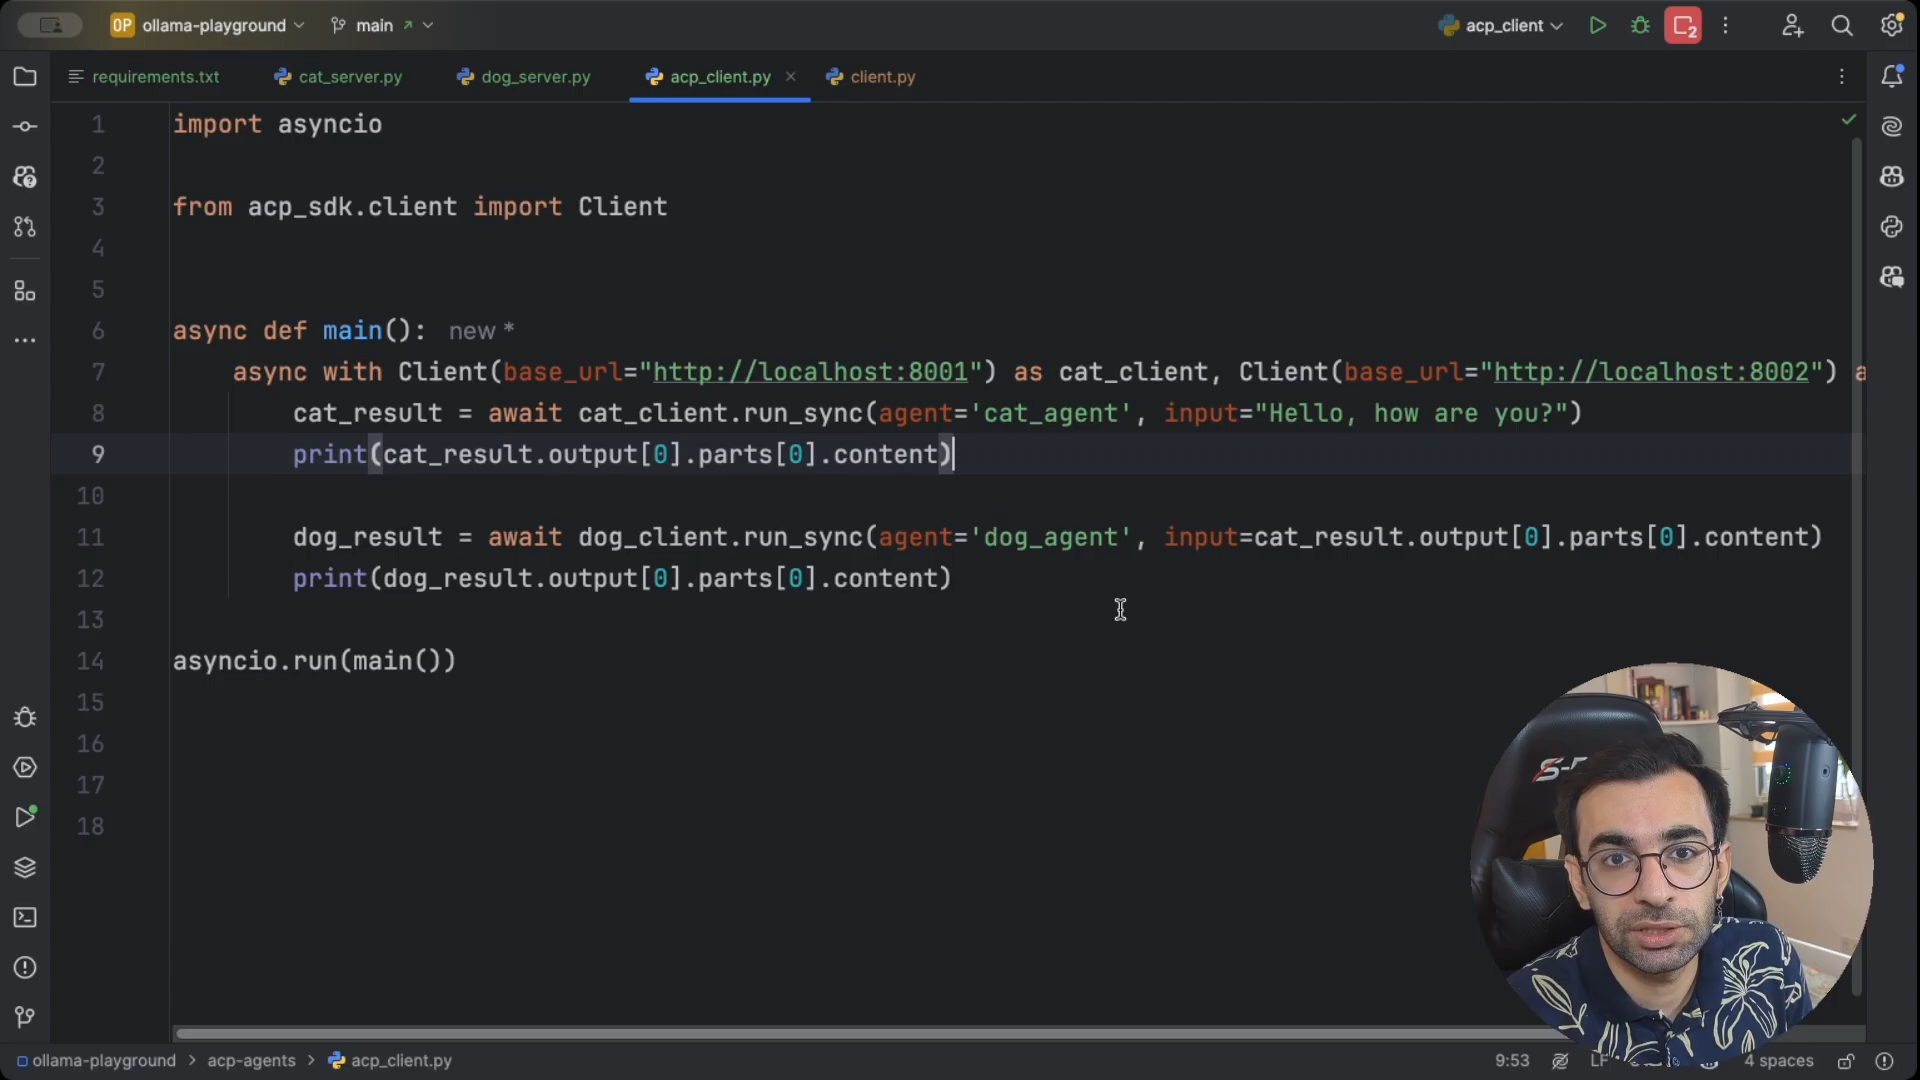 OP ollama-playground main acp_client 2
requirements.txt cat_server.py dog_server.py acp_client.py client.py
1 import asyncio
2
3 from acp_sdk.client import Client
4
5
6 async def main(): new *
7 async with Client(base_url="http://localhost:8001") as cat_client, Client(base_url="http://localhost:8002") a
8 cat_result = await cat_client.run_sync(agent='cat_agent', input="Hello, how are you?")
9 print(cat_result.output[0].parts[0].content)
10
11 dog_result = await dog_client.run_sync(agent='dog_agent', input=cat_result.output[0].parts[0].content)
12 print(dog_result.output[0].parts[0].content)
13
14 asyncio.run(main())
15
16
17
18
ollama-playground > acp-agents > acp_client.py 9:53 LF 4 spaces